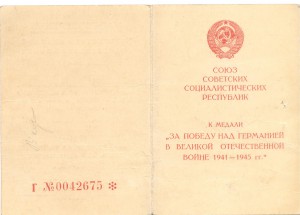 СОЮЗ
СОВЕТСКИХ
СОЦИАЛИСТИЧЕСКИХ
РЕСПУБЛИК
К МЕДАЛИ
„ЗА ПОБЕДУ НАД ГЕРМАНИЕЙ
В ВЕЛИКОЙ ОТЕЧЕСТВЕННОЙ
ВОЙНЕ 1941—1945 гг.“
Г №0042675 *